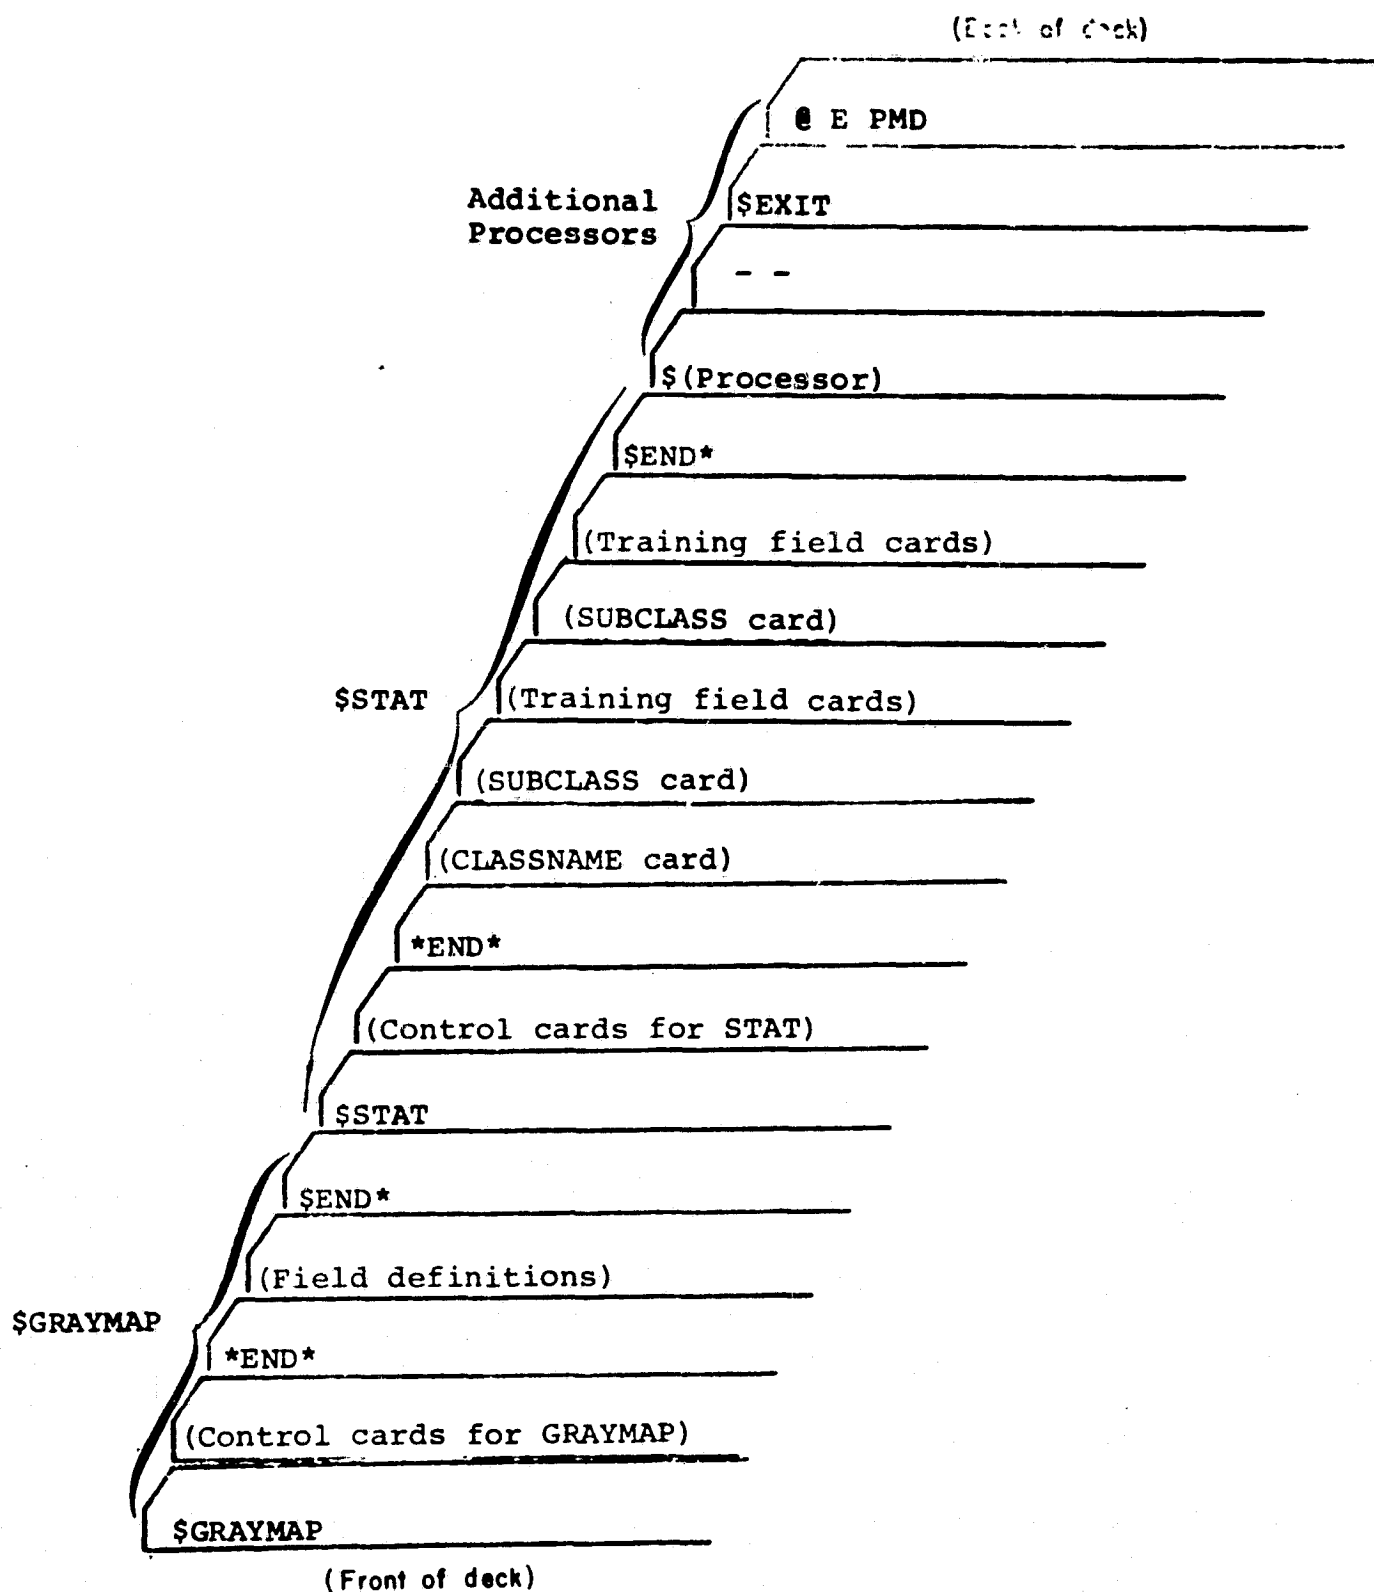 of deck)
@ E PMD
Additional
Processors
$EXIT
- -
$(Processor)
$END*
(Training field cards)
(SUBCLASS card)
$STAT
(Training field cards)
(SUBCLASS card)
(CLASSNAME card)
*END*
(Control cards for STAT)
$STAT
$END*
(Field definitions)
$GRAYMAP
*END*
(Control cards for GRAYMAP)
$GRAYMAP
(Front of deck)